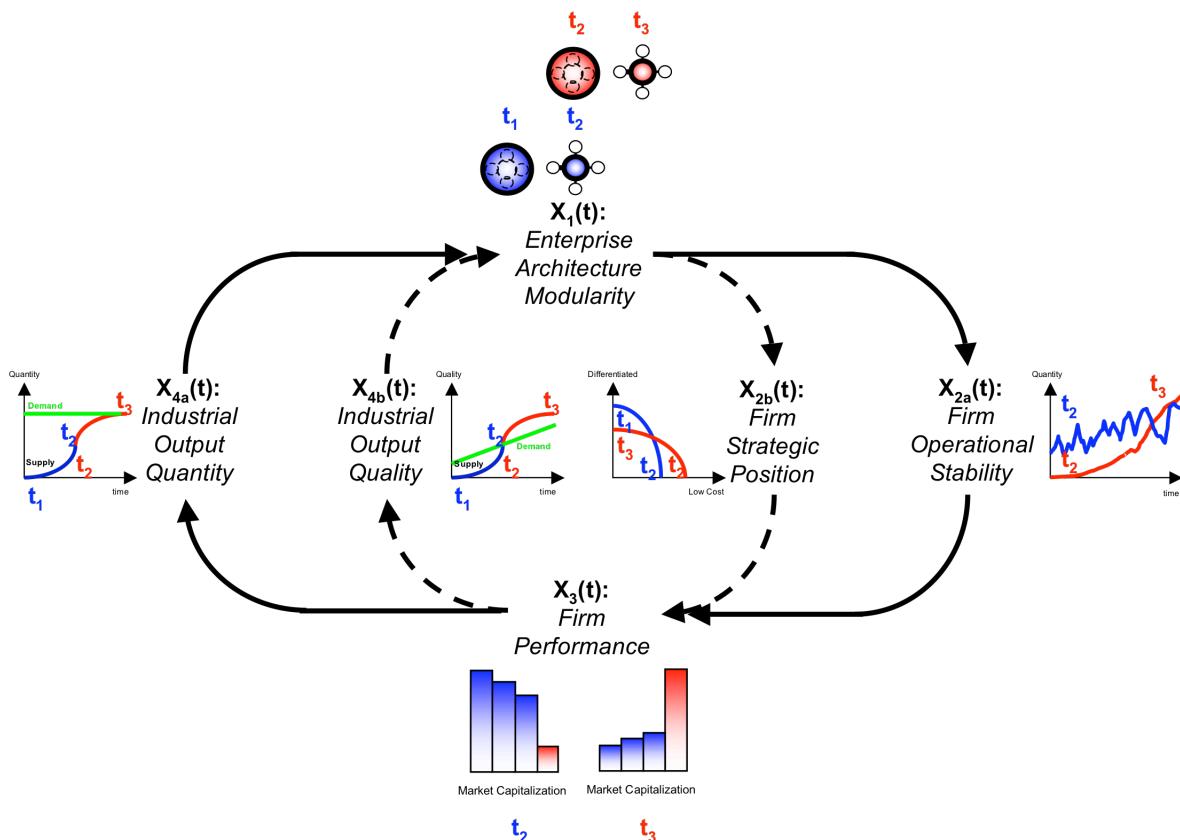 t2 t3
t1 t2
X1(t):
Enterprise
Architecture
Modularity
Quantity
Demand
t3
t2
Supply
t2
time
t1
X4a(t):
Industrial
Output
Quantity
X4b(t):
Industrial
Output
Quality
Quality
t3
t2
Demand
Supply
t2
time
t1
Differentiated
t1
t3
t2
t2
Low Cost
X2b(t):
Firm
Strategic
Position
X2a(t):
Firm
Operational
Stability
Quantity
t3
t2
t2
time
X3(t):
Firm
Performance
Market Capitalization Market Capitalization
t2 t3